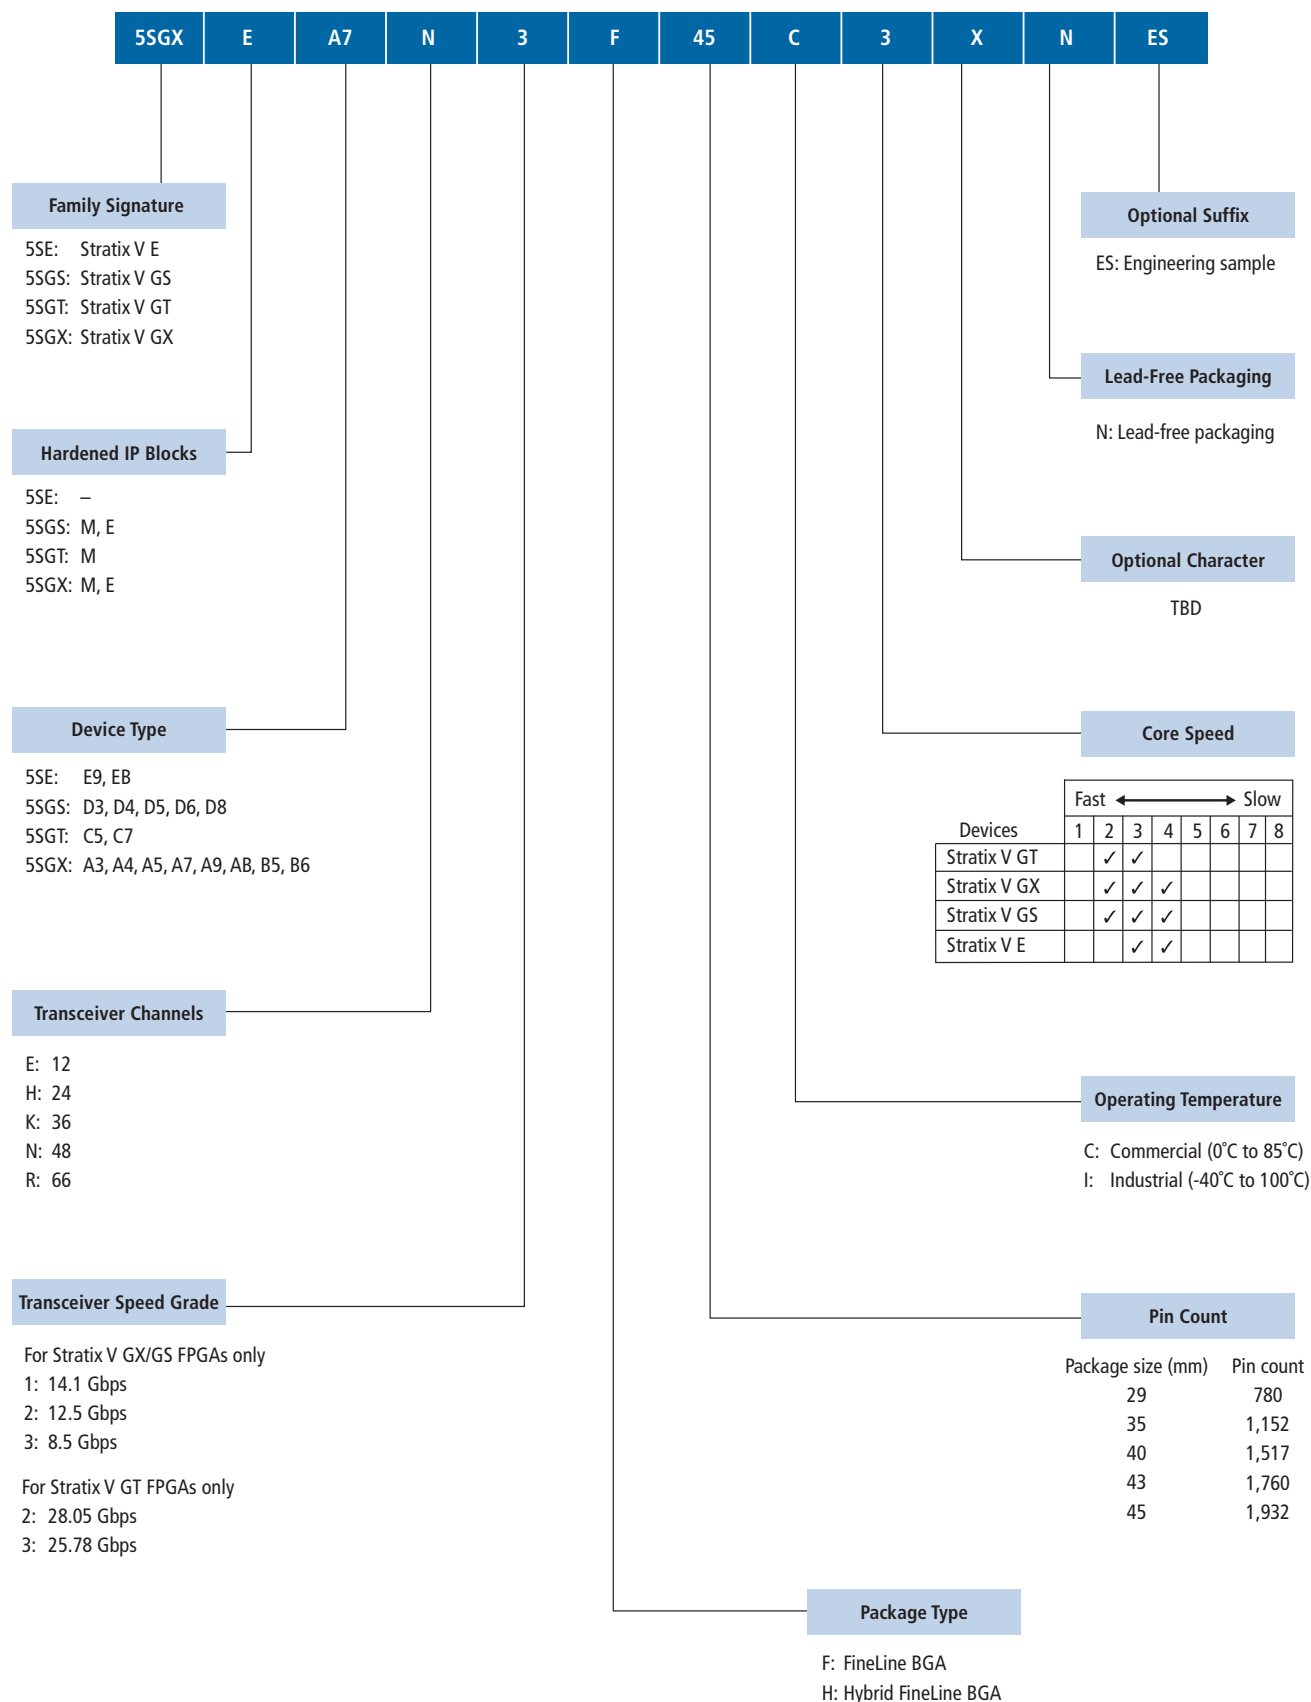 5SGX E A7 N 3 F 45 C 3 X N ES
Family Signature
5SE: Stratix V E
5SGS: Stratix V GS
5SGT: Stratix V GT
5SGX: Stratix V GX
Hardened IP Blocks
5SE: –
5SGS: M, E
5SGT: M
5SGX: M, E
Device Type
5SE: E9, EB
5SGS: D3, D4, D5, D6, D8
5SGT: C5, C7
5SGX: A3, A4, A5, A7, A9, AB, B5, B6
Transceiver Channels
E: 12
H: 24
K: 36
N: 48
R: 66
Transceiver Speed Grade
For Stratix V GX/GS FPGAs only
1: 14.1 Gbps
2: 12.5 Gbps
3: 8.5 Gbps
For Stratix V GT FPGAs only
2: 28.05 Gbps
3: 25.78 Gbps
Optional Suffix
ES: Engineering sample
Lead-Free Packaging
N: Lead-free packaging
Optional Character
TBD
Core Speed
Fast Slow
Devices 1 2 3 4 5 6 7 8
Stratix V GT ✓ ✓
Stratix V GX ✓ ✓ ✓
Stratix V GS ✓ ✓ ✓
Stratix V E ✓ ✓
Operating Temperature
C: Commercial (0˚C to 85˚C)
I: Industrial (-40˚C to 100˚C)
Pin Count
Package size (mm) Pin count
29 780
35 1,152
40 1,517
43 1,760
45 1,932
Package Type
F: FineLine BGA
H: Hybrid FineLine BGA